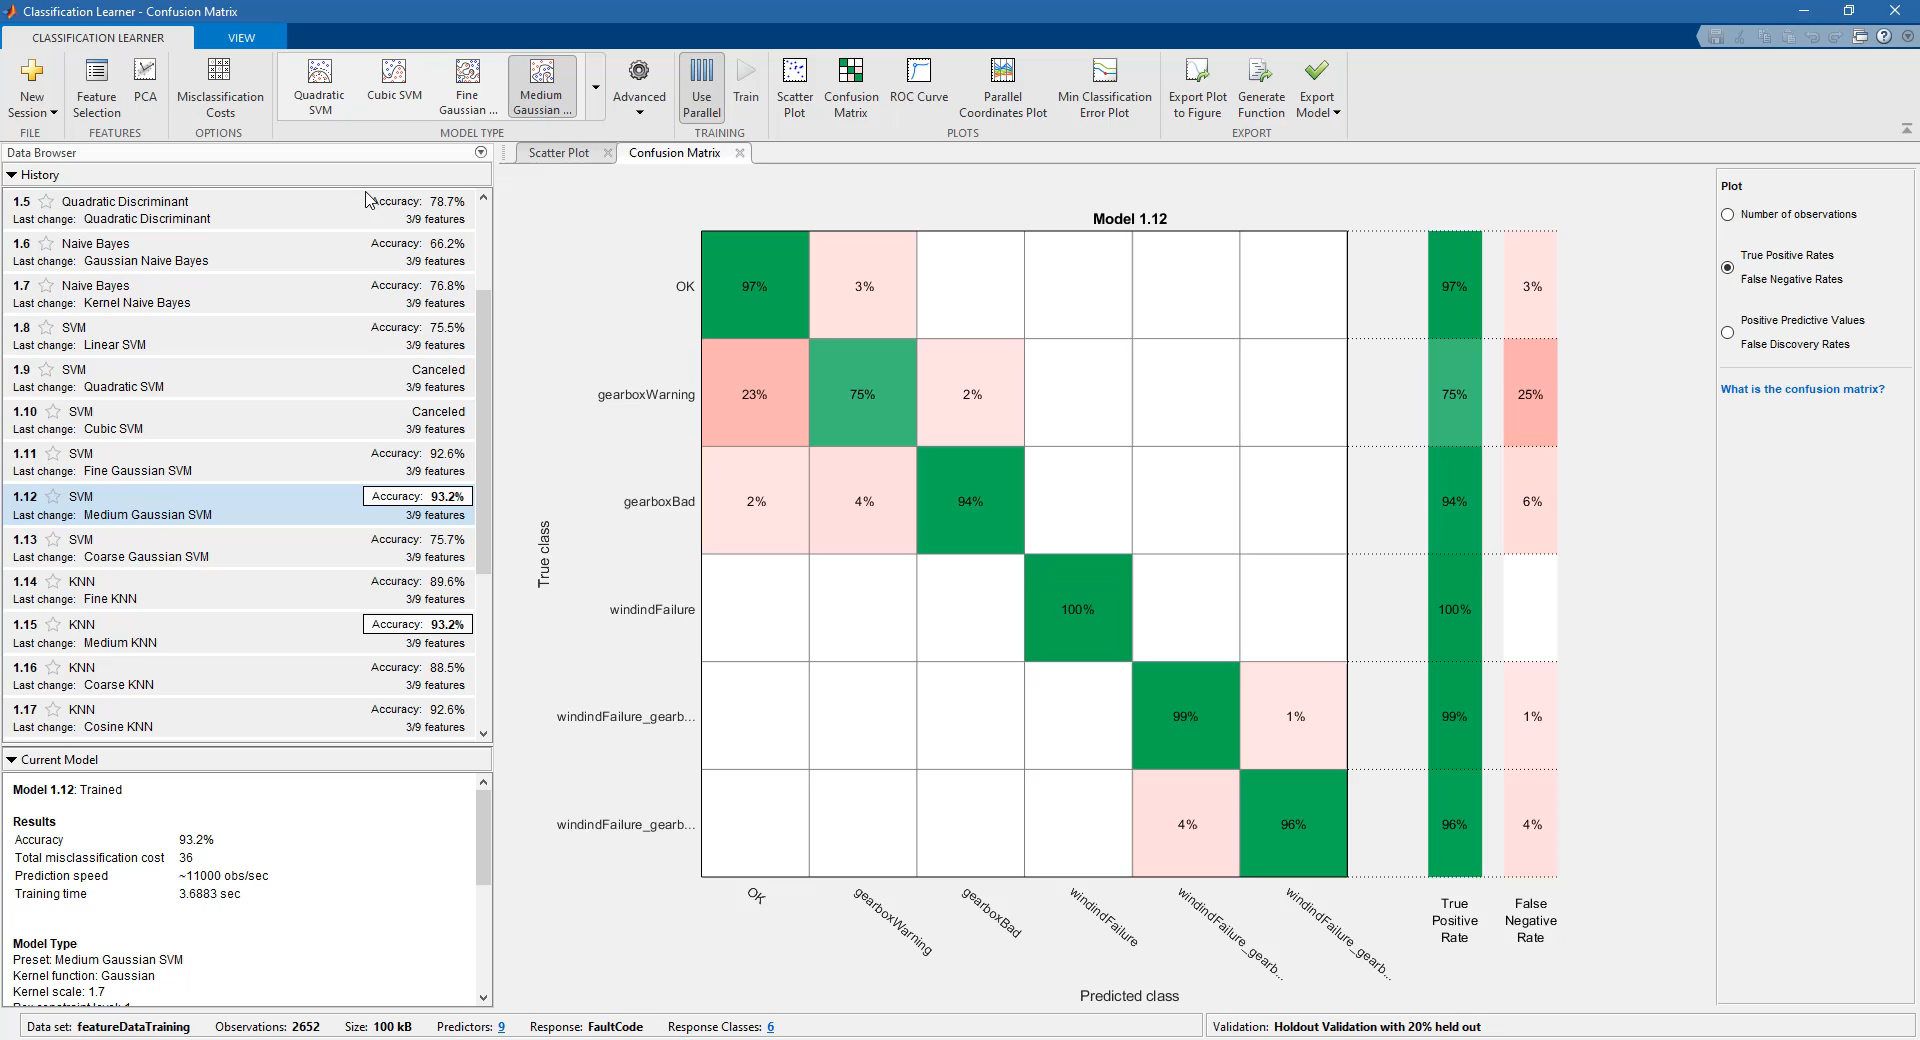 Classification Learner - Confusion Matrix
CLASSIFICATION LEARNER
VIEW
New Session
Feature Selection
PCA
Misclassification Costs
Quadratic SVM
Cubic SVM
Fine Gaussian ...
Medium Gaussian ...
Advanced
Use Parallel
Train
Scatter Plot
Confusion Matrix
ROC Curve
Parallel Coordinates Plot
Min Classification Error Plot
Export Plot to Figure
Generate Function
Export Model
FILE
FEATURES
OPTIONS
MODEL TYPE
TRAINING
PLOTS
EXPORT
Data Browser
History
1.5 Quadratic Discriminant Accuracy: 78.7%
Last change: Quadratic Discriminant 3/9 features
1.6 Naive Bayes Accuracy: 66.2%
Last change: Gaussian Naive Bayes 3/9 features
1.7 Naive Bayes Accuracy: 76.8%
Last change: Kernel Naive Bayes 3/9 features
1.8 SVM Accuracy: 75.5%
Last change: Linear SVM 3/9 features
1.9 SVM Canceled
Last change: Quadratic SVM 3/9 features
1.10 SVM Canceled
Last change: Cubic SVM 3/9 features
1.11 SVM Accuracy: 92.6%
Last change: Fine Gaussian SVM 3/9 features
1.12 SVM Accuracy: 93.2%
Last change: Medium Gaussian SVM 3/9 features
1.13 SVM Accuracy: 75.7%
Last change: Coarse Gaussian SVM 3/9 features
1.14 KNN Accuracy: 89.6%
Last change: Fine KNN 3/9 features
1.15 KNN Accuracy: 93.2%
Last change: Medium KNN 3/9 features
1.16 KNN Accuracy: 88.5%
Last change: Coarse KNN 3/9 features
1.17 KNN Accuracy: 92.6%
Last change: Cosine KNN 3/9 features
Current Model
Model 1.12: Trained
Results
Accuracy 93.2%
Total misclassification cost 36
Prediction speed ~11000 obs/sec
Training time 3.6883 sec
Model Type
Preset: Medium Gaussian SVM
Kernel function: Gaussian
Kernel scale: 1.7
Scatter Plot
Confusion Matrix
Model 1.12
True class
OK 97% 3% 97% 3%
gearboxWarning 23% 75% 2% 75% 25%
gearboxBad 2% 4% 94% 94% 6%
windindFailure 100% 100%
windindFailure_gearb... 99% 1% 99% 1%
windindFailure_gearb... 4% 96% 96% 4%
OK
gearboxWarning
gearboxBad
windindFailure
windindFailure_gearb...
windindFailure_gearb...
True Positive Rate
False Negative Rate
Predicted class
Plot
Number of observations
True Positive Rates
False Negative Rates
Positive Predictive Values
False Discovery Rates
What is the confusion matrix?
Data set: featureDataTraining Observations: 2652 Size: 100 kB Predictors: 9 Response: FaultCode Response Classes: 6
Validation: Holdout Validation with 20% held out